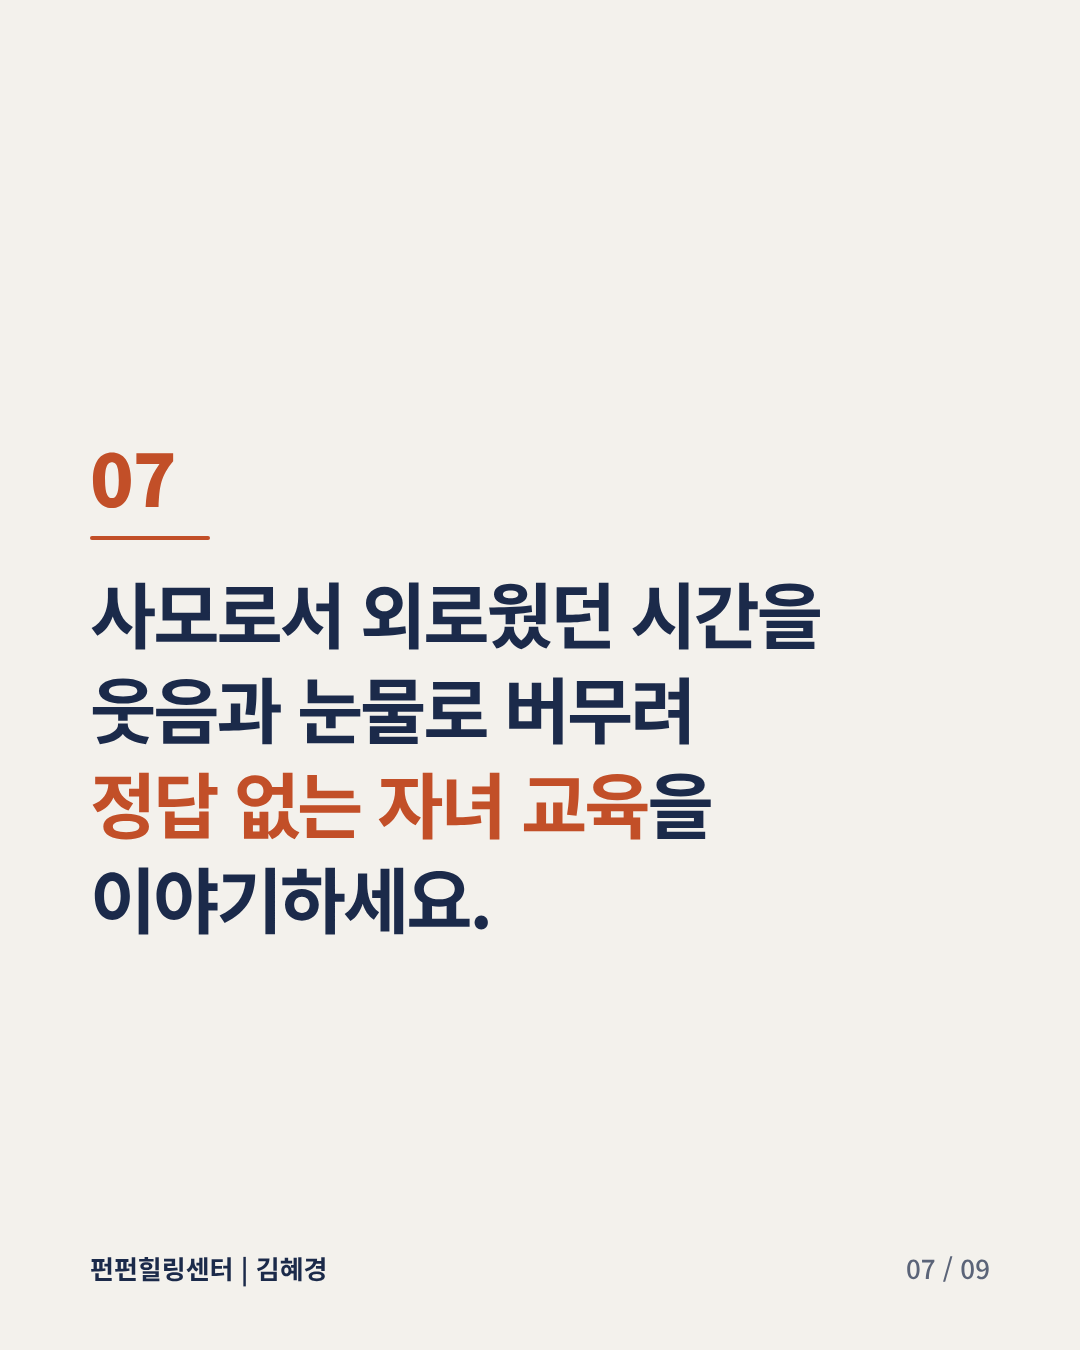 07
사모로서 외로웠던 시간을
웃음과 눈물로 버무려
정답 없는 자녀 교육을
이야기하세요.
펀펀힐링센터 | 김혜경
07 / 09